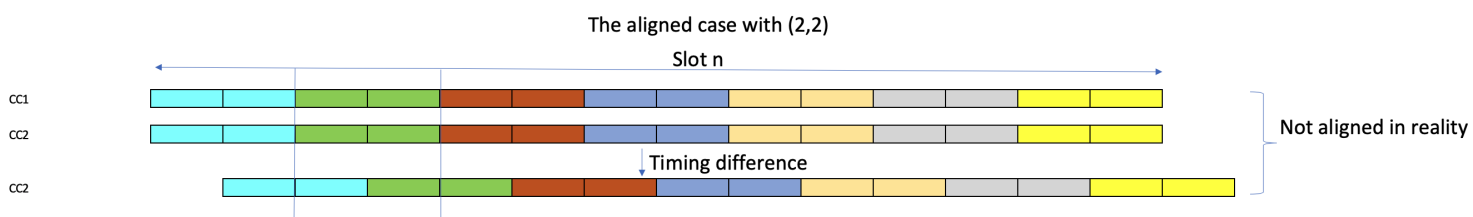 The aligned case with (2,2)
Slot n
CC1
CC2
Not aligned in reality
Timing difference
CC2